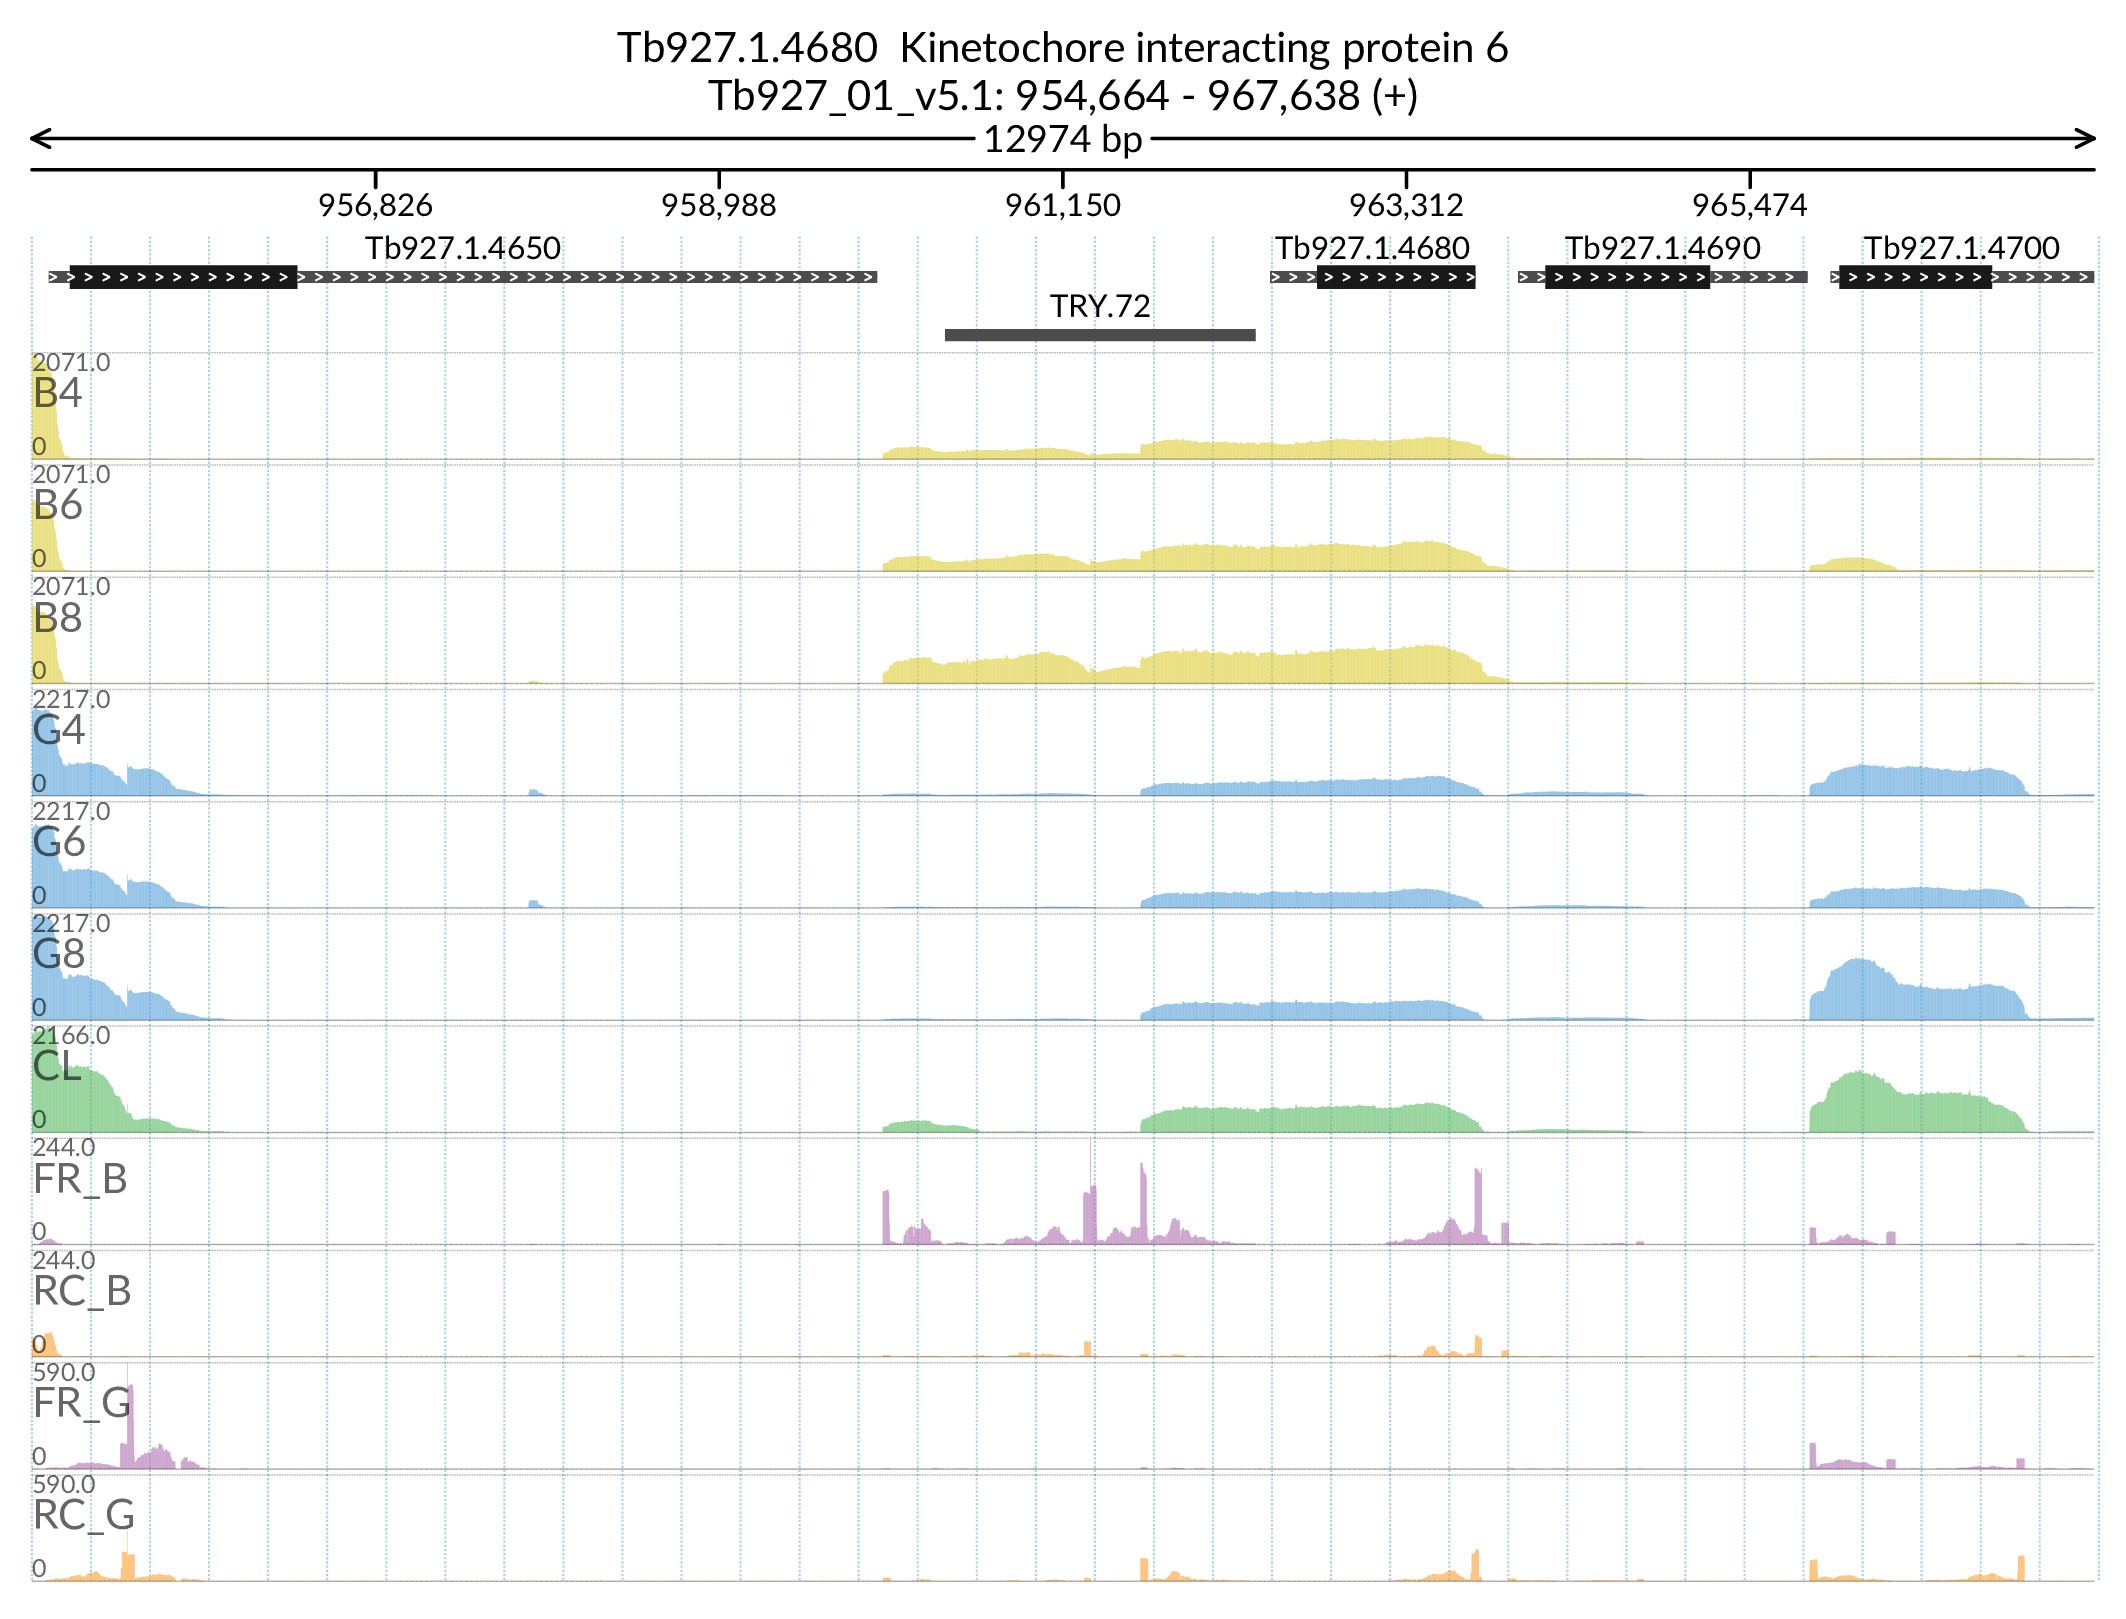 Tb927.1.4680 Kinetochore interacting protein 6
Tb927_01_v5.1: 954,664 - 967,638 (+)
12974 bp
956,826 958,988 961,150 963,312 965,474
Tb927.1.4650 Tb927.1.4680 Tb927.1.4690 Tb927.1.4700
TRY.72
2071.0
B4
0
2071.0
B6
0
2071.0
B8
0
2217.0
G4
0
2217.0
G6
0
2217.0
G8
0
2166.0
CL
0
244.0
FR_B
0
244.0
RC_B
0
590.0
FR_G
0
590.0
RC_G
0